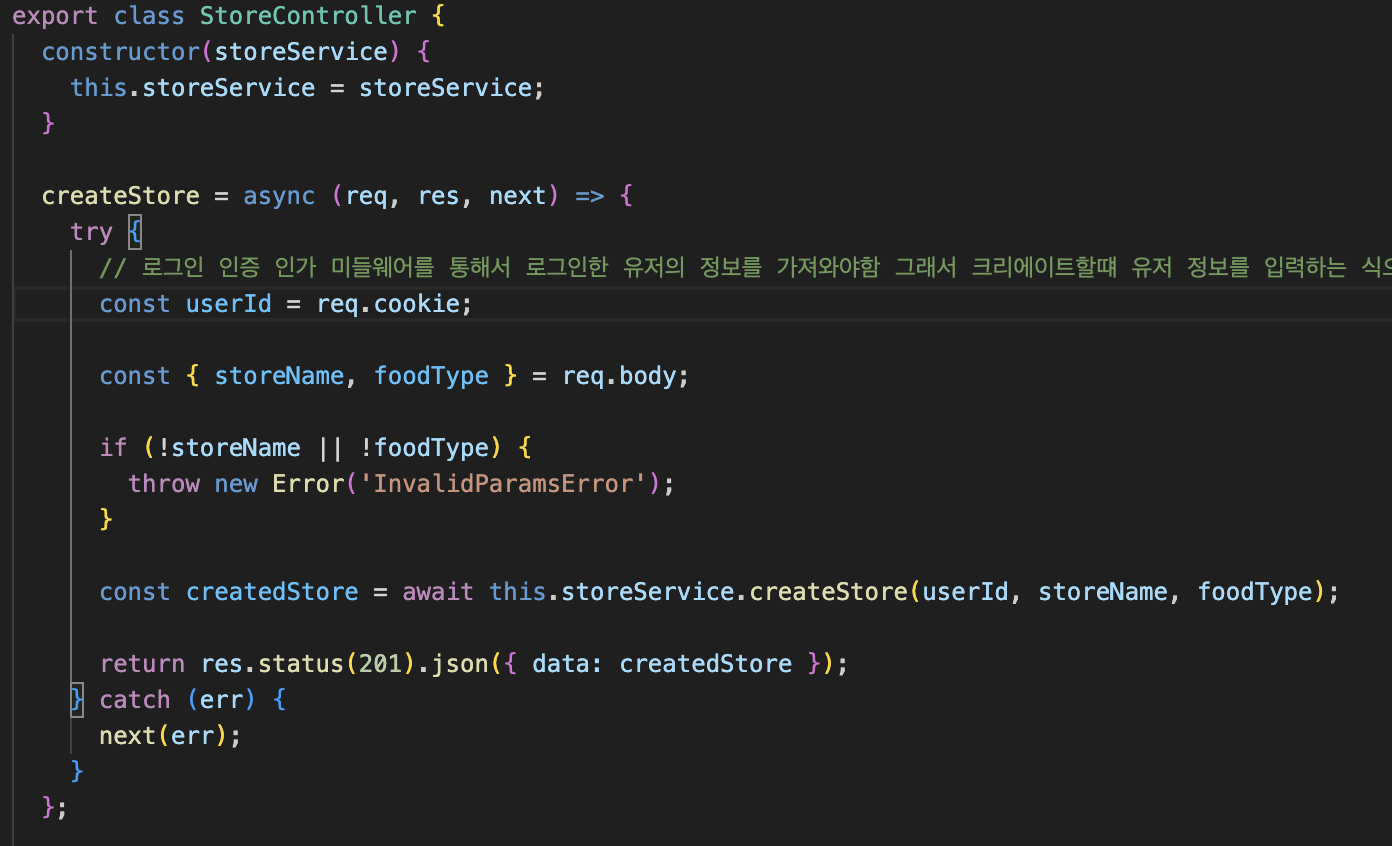 export class StoreController {
constructor(storeService) {
this.storeService = storeService;
}
createStore = async (req, res, next) => {
try {
// 로그인 인증 인가 미들웨어를 통해서 로그인한 유저의 정보를 가져와야함 그래서 크리에이트할떄 유저 정보를 입력하는
const userId = req.cookie;
const { storeName, foodType } = req.body;
if (!storeName || !foodType) {
throw new Error('InvalidParamsError');
}
const createdStore = await this.storeService.createStore(userId, storeName, foodType);
return res.status(201).json({ data: createdStore });
} catch (err) {
next(err);
}
};